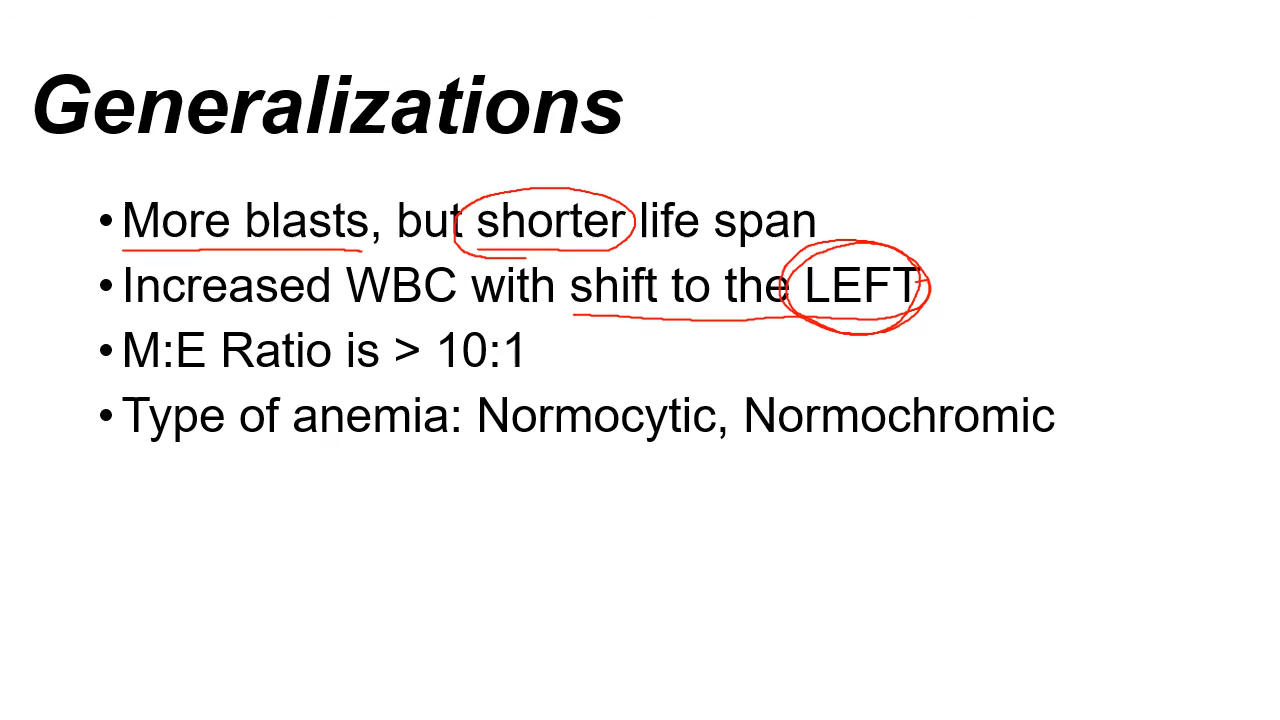 Generalizations
• More blasts, but shorter life span
• Increased WBC with shift to the LEFT
• M:E Ratio is > 10:1
• Type of anemia: Normocytic, Normochromic